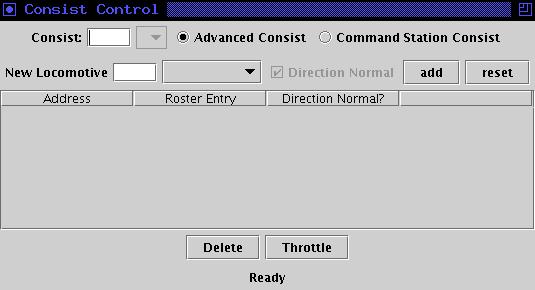 Consist Control
Consist: Advanced Consist Command Station Consist
New Locomotive Direction Normal add reset
Address Roster Entry Direction Normal?
Delete Throttle
Ready